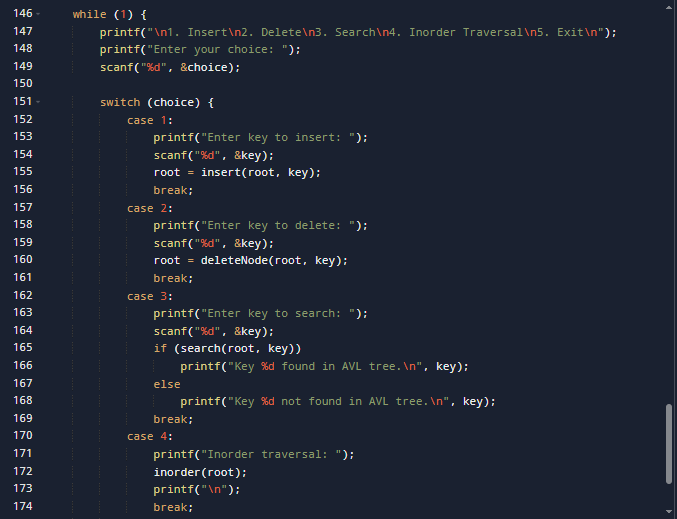 146 while (1) {
147 printf("\n1. Insert\n2. Delete\n3. Search\n4. Inorder Traversal\n5. Exit\n");
148 printf("Enter your choice: ");
149 scanf("%d", &choice);
150
151 switch (choice) {
152 case 1:
153 printf("Enter key to insert: ");
154 scanf("%d", &key);
155 root = insert(root, key);
156 break;
157 case 2:
158 printf("Enter key to delete: ");
159 scanf("%d", &key);
160 root = deleteNode(root, key);
161 break;
162 case 3:
163 printf("Enter key to search: ");
164 scanf("%d", &key);
165 if (search(root, key))
166 printf("Key %d found in AVL tree.\n", key);
167 else
168 printf("Key %d not found in AVL tree.\n", key);
169 break;
170 case 4:
171 printf("Inorder traversal: ");
172 inorder(root);
173 printf("\n");
174 break;